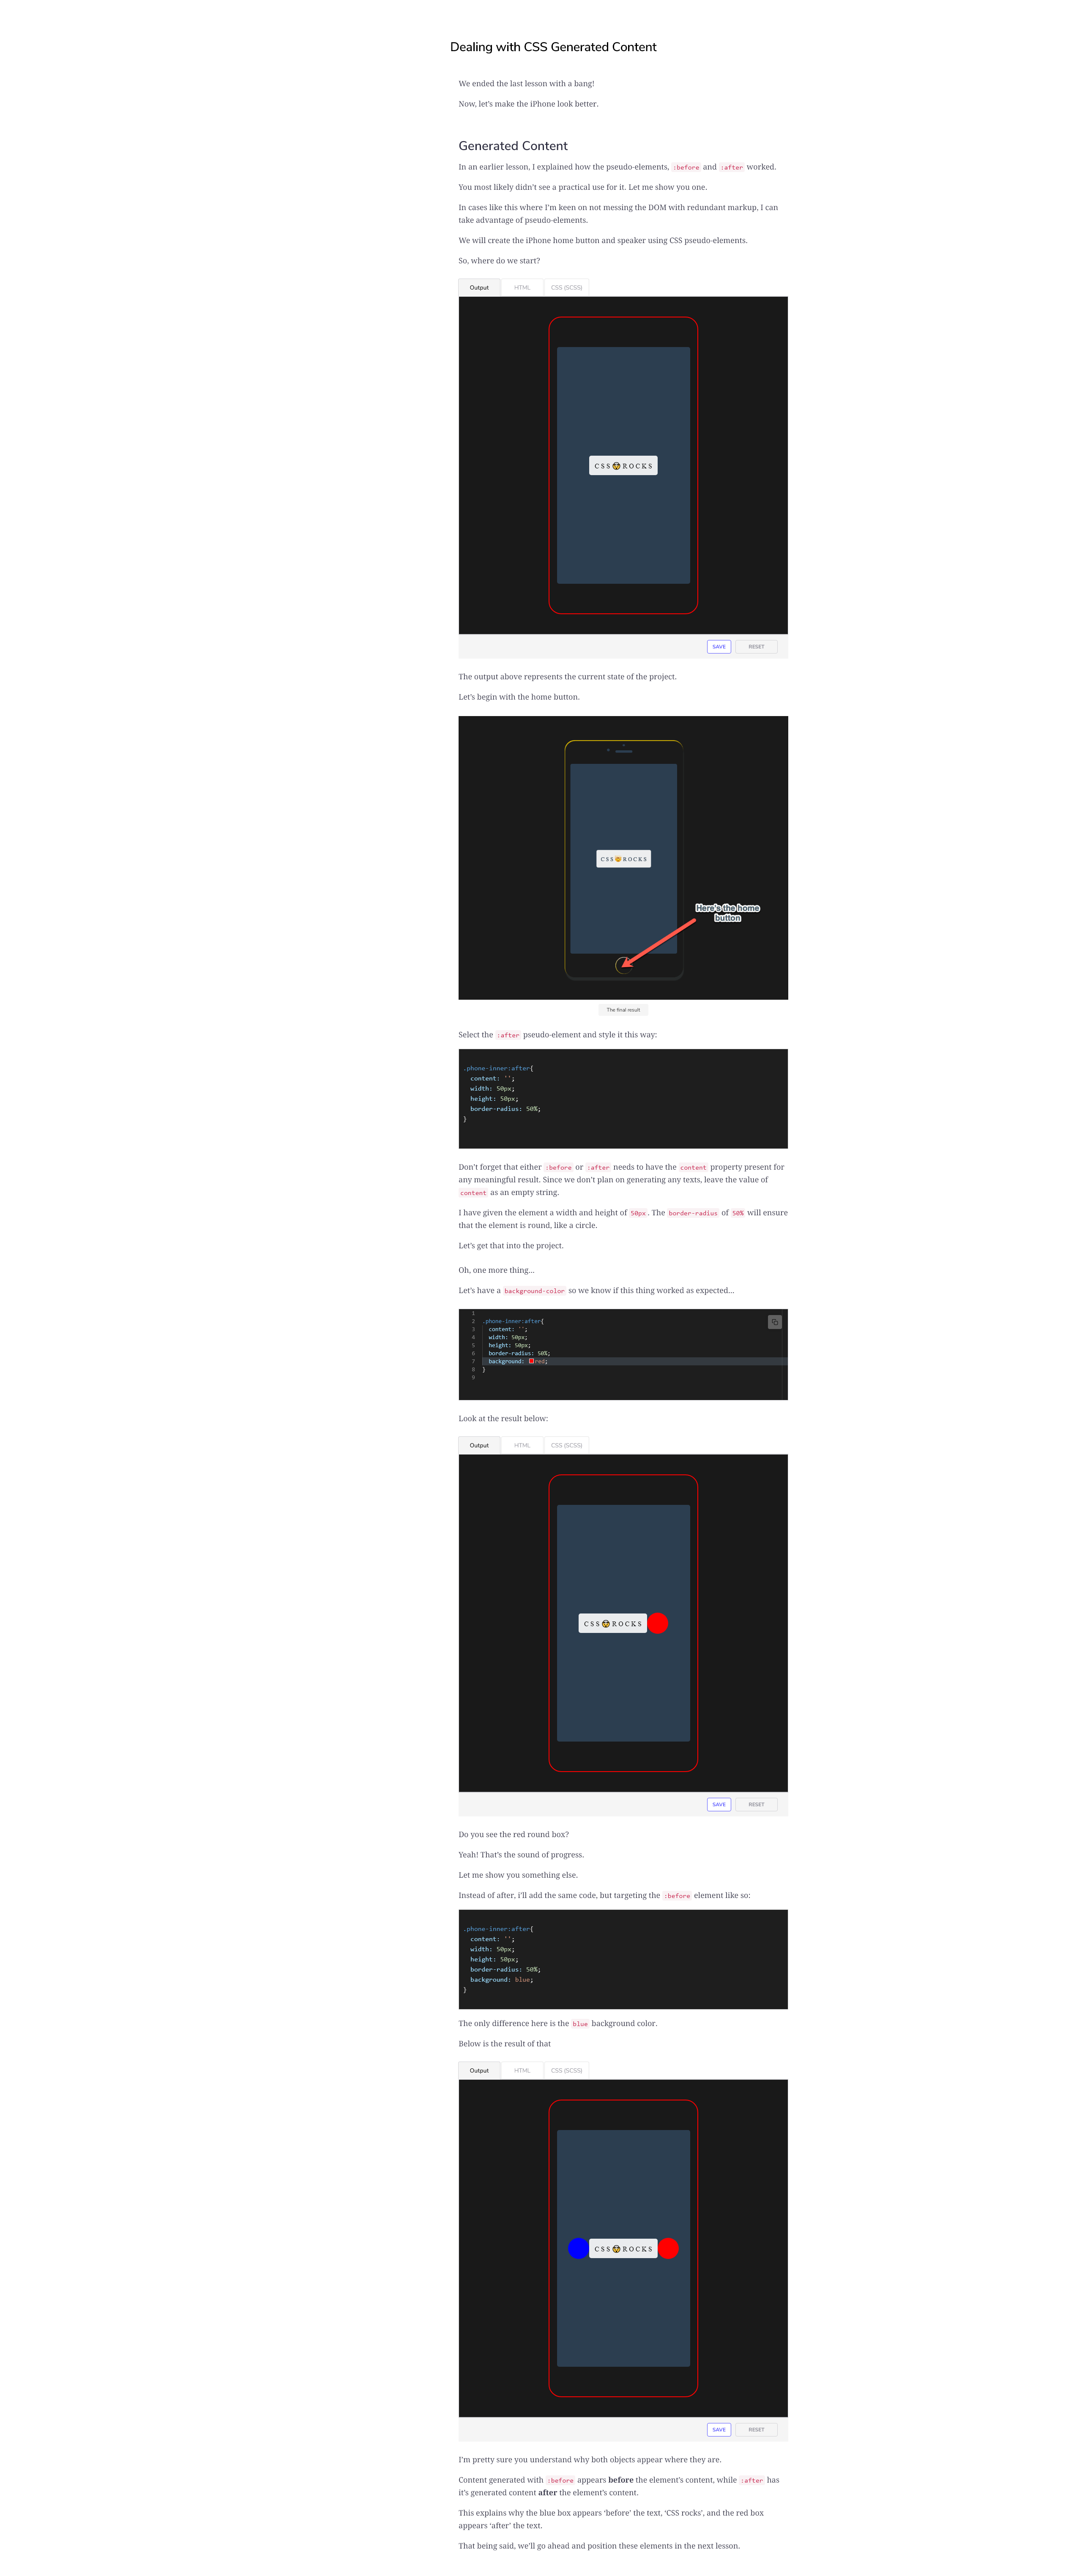 Dealing with CSS Generated Content
We ended the last lesson with a bang!
Now, let's make the iPhone look better.
Generated Content
In an earlier lesson, I explained how the pseudo-elements, :before and :after worked.
You most likely didn't see a practical use for it. Let me show you one.
In cases like this where I'm keen on not messing the DOM with redundant markup, I can
take advantage of pseudo-elements.
We will create the iPhone home button and speaker using CSS pseudo-elements.
So, where do we start?
Output HTML CSS (SCSS)
CSS🤯ROCKS
SAVE RESET
The output above represents the current state of the project.
Let's begin with the home button.
CSS🤯ROCKS
Here's the home
button
The final result
Select the :after pseudo-element and style it this way:
.phone-inner:after{
content: '';
width: 50px;
height: 50px;
border-radius: 50%;
}
Don't forget that either :before or :after needs to have the content property present for
any meaningful result. Since we don't plan on generating any texts, leave the value of
content as an empty string.
I have given the element a width and height of 50px. The border-radius of 50% will ensure
that the element is round, like a circle.
Let's get that into the project.
Oh, one more thing...
Let's have a background-color so we know if this thing worked as expected...
1
2 .phone-inner:after{
3 content: '';
4 width: 50px;
5 height: 50px;
6 border-radius: 50%;
7 background: red;
8 }
9
Look at the result below:
Output HTML CSS (SCSS)
CSS🤯ROCKS
SAVE RESET
Do you see the red round box?
Yeah! That's the sound of progress.
Let me show you something else.
Instead of after, i'll add the same code, but targeting the :before element like so:
.phone-inner:after{
content: '';
width: 50px;
height: 50px;
border-radius: 50%;
background: blue;
}
The only difference here is the blue background color.
Below is the result of that
Output HTML CSS (SCSS)
CSS🤯ROCKS
SAVE RESET
I'm pretty sure you understand why both objects appear where they are.
Content generated with :before appears before the element's content, while :after has
it's generated content after the element's content.
This explains why the blue box appears 'before' the text, 'CSS rocks', and the red box
appears 'after' the text.
That being said, we'll go ahead and position these elements in the next lesson.